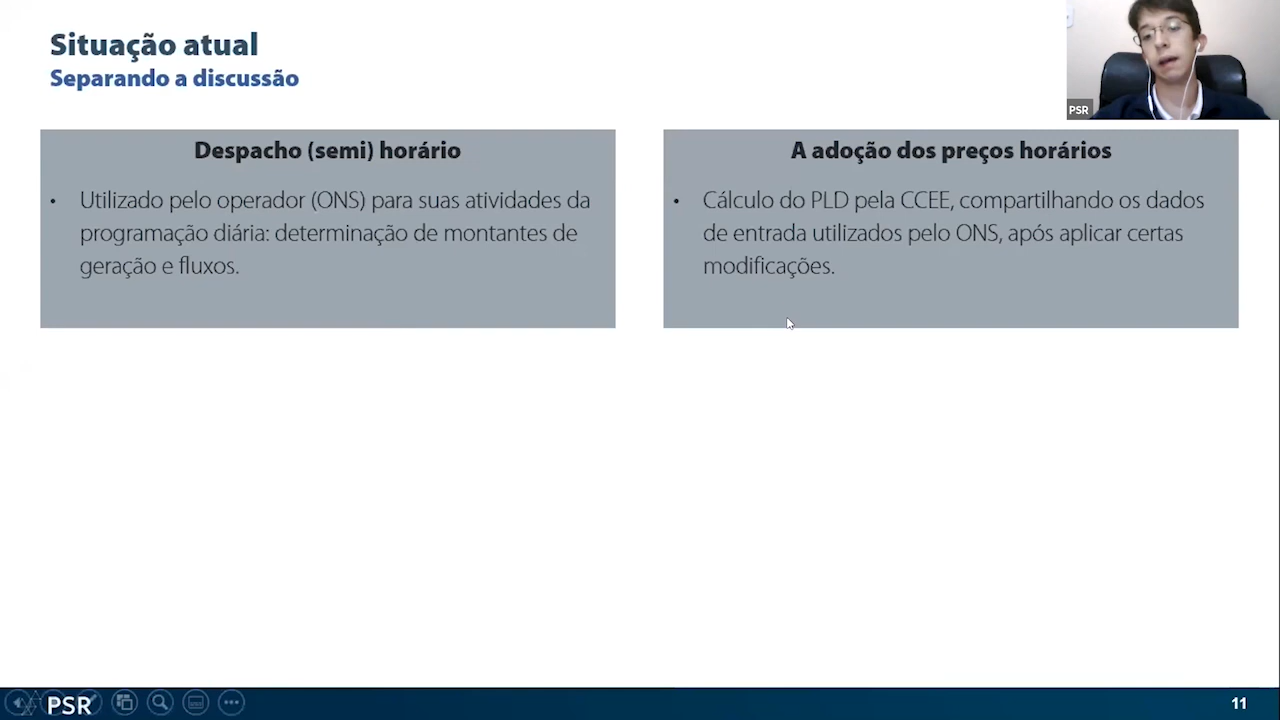 Situação atual
Separando a discussão
PSR
Despacho (semi) horário
• Utilizado pelo operador (ONS) para suas atividades da
programação diária: determinação de montantes de
geração e fluxos.
A adoção dos preços horários
• Cálculo do PLD pela CCEE, compartilhando os dados
de entrada utilizados pelo ONS, após aplicar certas
modificações.
PSR
11